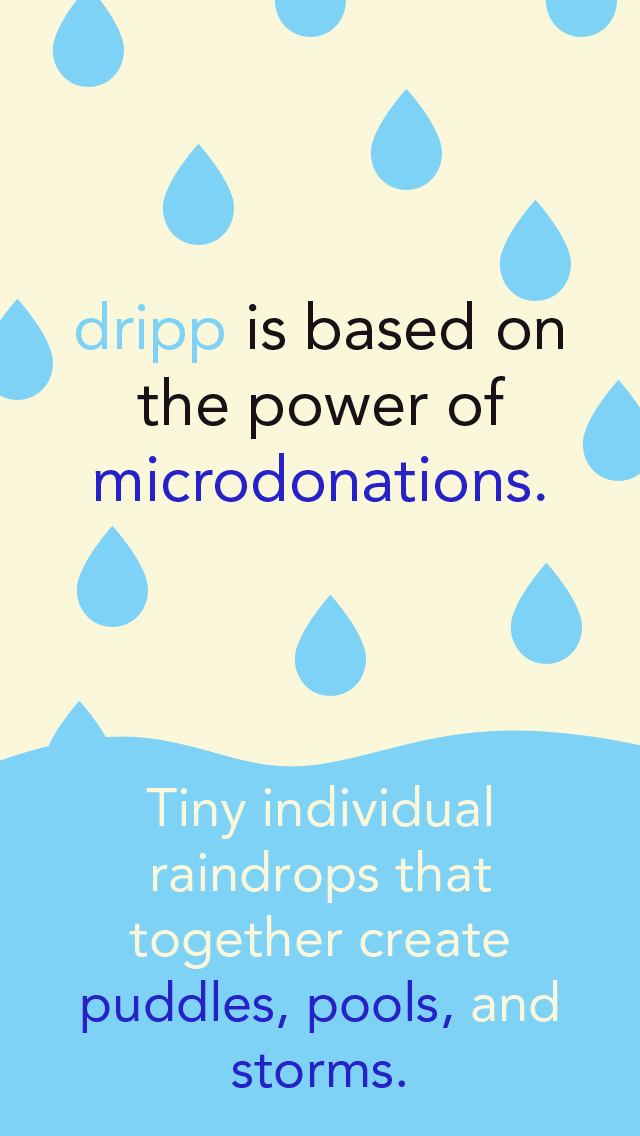 dripp is based on
the power of
microdonations.
Tiny individual
raindrops that
together create
puddles, pools, and
storms.